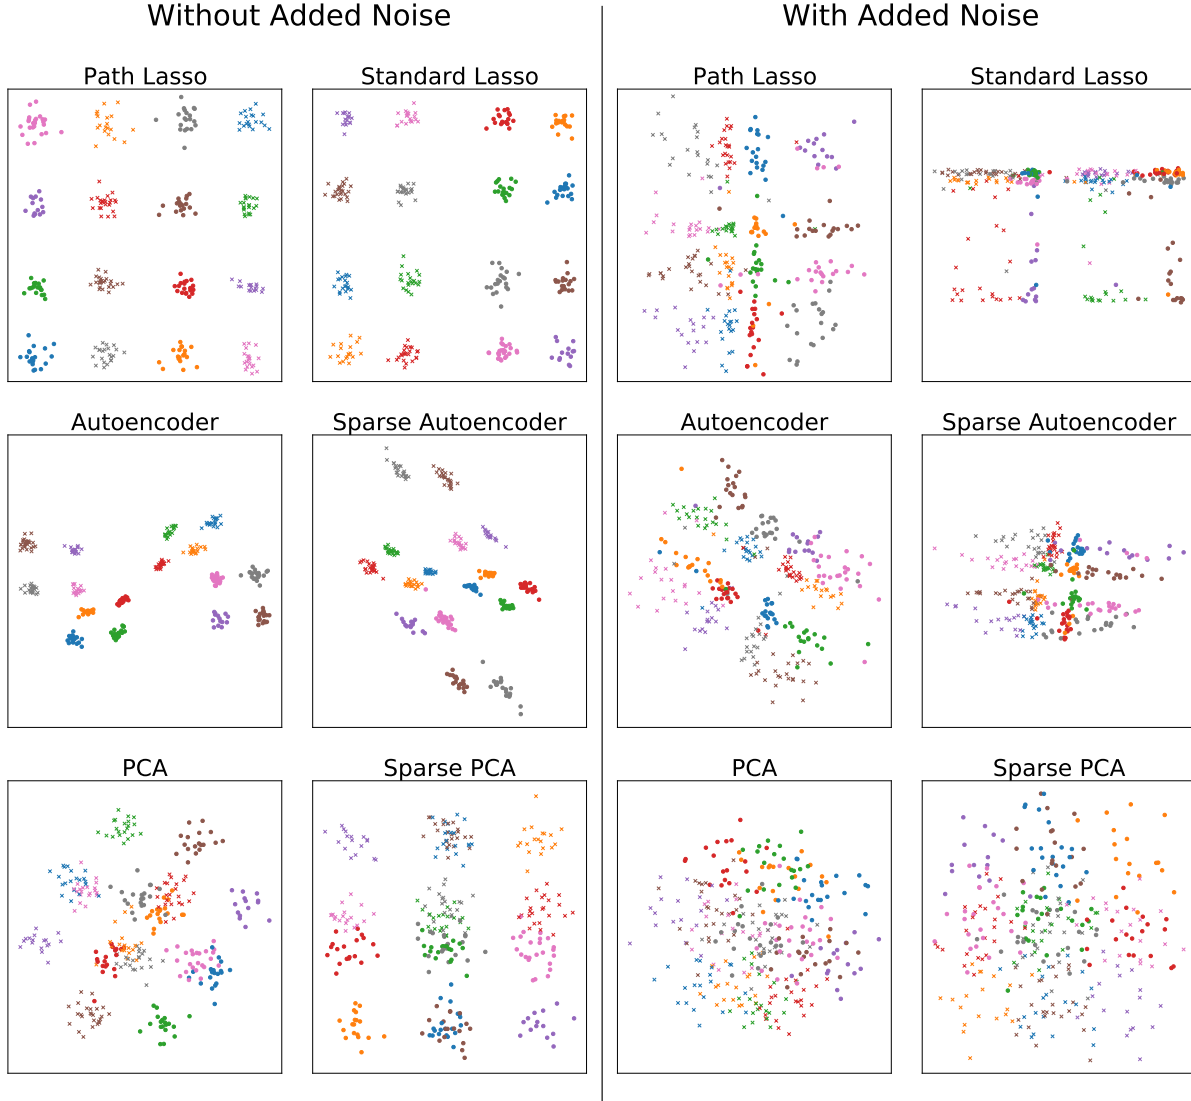 Without Added Noise
With Added Noise
Path Lasso
Standard Lasso
Path Lasso
Standard Lasso
Autoencoder
Sparse Autoencoder
Autoencoder
Sparse Autoencoder
PCA
Sparse PCA
PCA
Sparse PCA